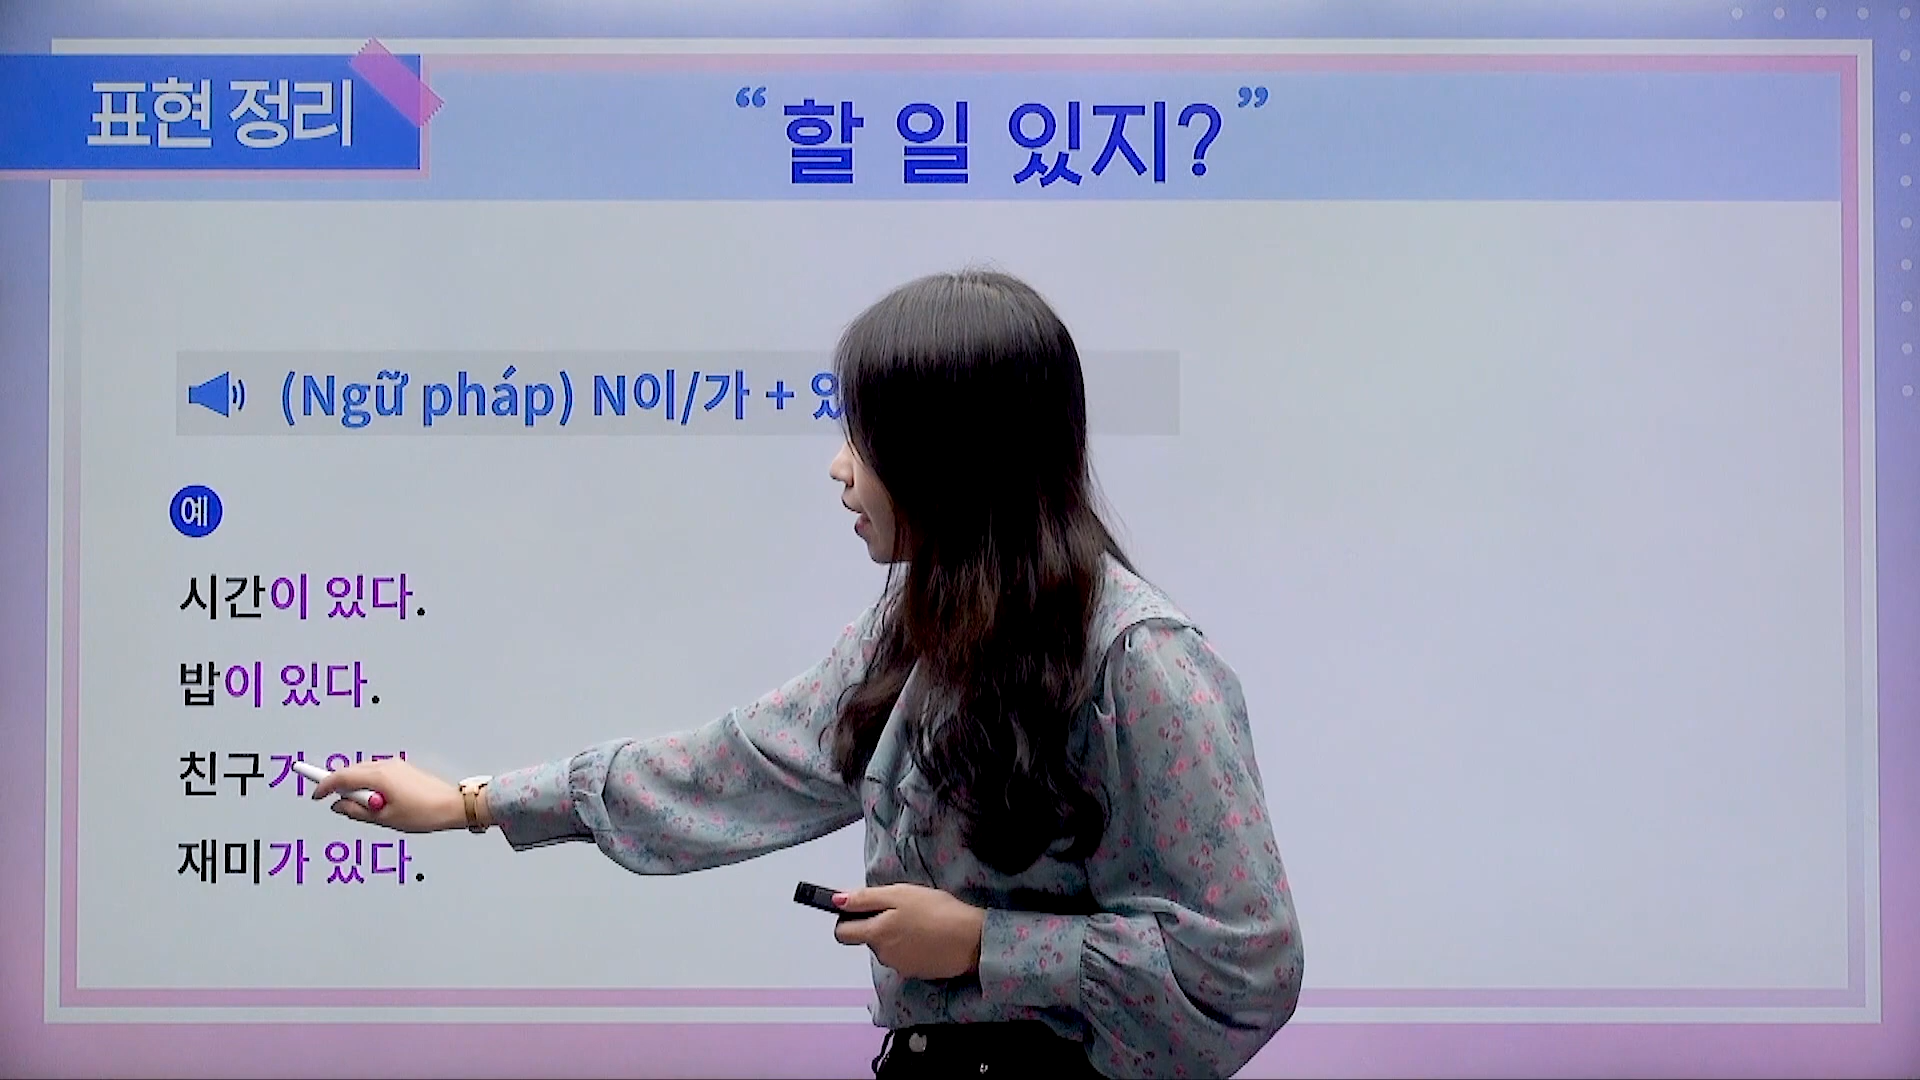 표현 정리
“할 일 있지?”
(Ngữ pháp) N이/가 +
예
시간이 있다.
밥이 있다.
친구가
재미가 있다.